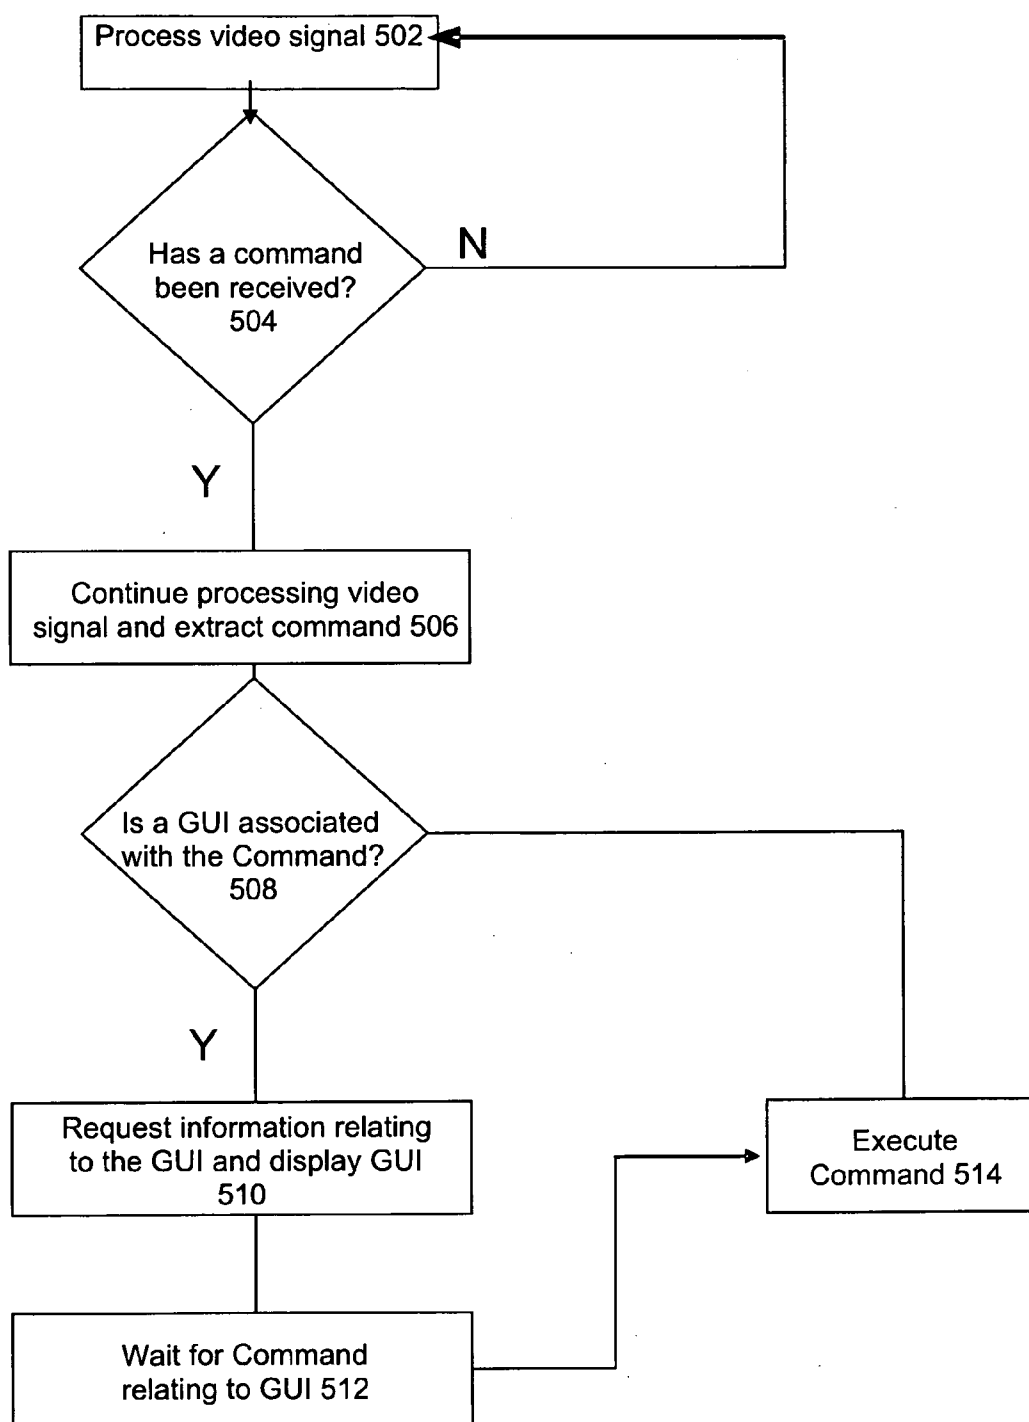 Process video signal 502
Has a command
been received?
504
N
Y
Continue processing video
signal and extract command 506
Is a GUI associated
with the Command?
508
Y
Request information relating
to the GUI and display GUI
510
Execute
Command 514
Wait for Command
relating to GUI 512